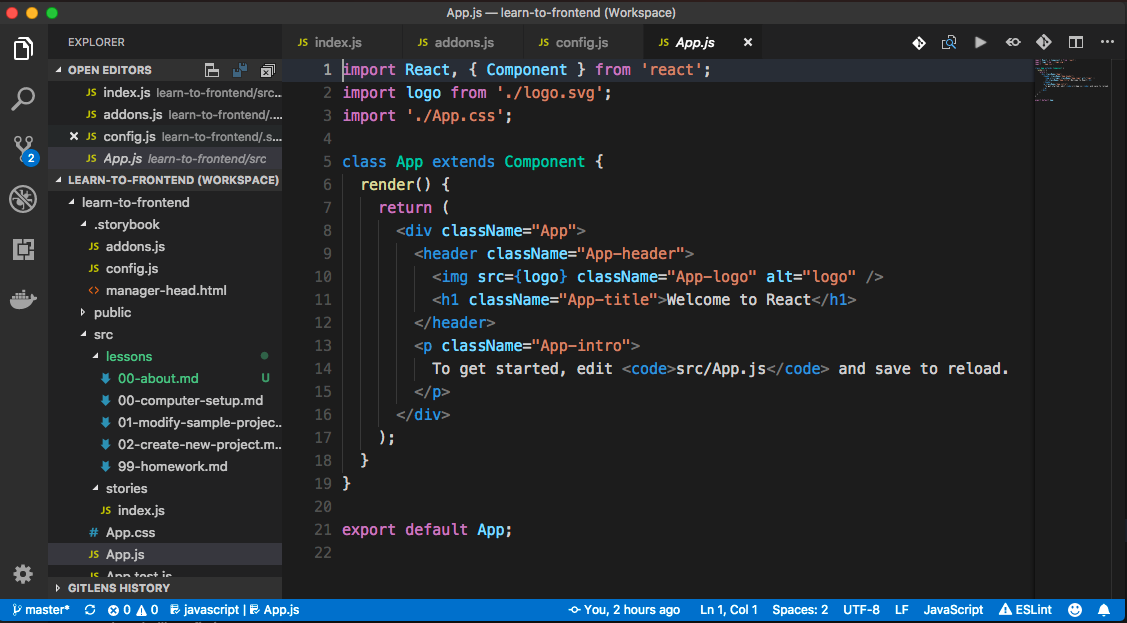 App.js — learn-to-frontend (Workspace)
EXPLORER
OPEN EDITORS
JS index.js learn-to-frontend/src...
JS addons.js learn-to-frontend/....
JS config.js learn-to-frontend/.s...
JS App.js learn-to-frontend/src
LEARN-TO-FRONTEND (WORKSPACE)
learn-to-frontend
.storybook
JS addons.js
JS config.js
<> manager-head.html
public
src
lessons
00-about.md U
00-computer-setup.md
01-modify-sample-projec...
02-create-new-project.m...
99-homework.md
stories
JS index.js
# App.css
JS App.js
JS App.test.js
GITLENS HISTORY
2
JS index.js JS addons.js JS config.js JS App.js ×
1 import React, { Component } from 'react';
2 import logo from './logo.svg';
3 import './App.css';
4
5 class App extends Component {
6   render() {
7     return (
8       <div className="App">
9         <header className="App-header">
10           <img src={logo} className="App-logo" alt="logo" />
11           <h1 className="App-title">Welcome to React</h1>
12         </header>
13         <p className="App-intro">
14           To get started, edit <code>src/App.js</code> and save to reload.
15         </p>
16       </div>
17     );
18   }
19 }
20
21 export default App;
22
master* 0 0 javascript | App.js You, 2 hours ago Ln 1, Col 1 Spaces: 2 UTF-8 LF JavaScript ESLint